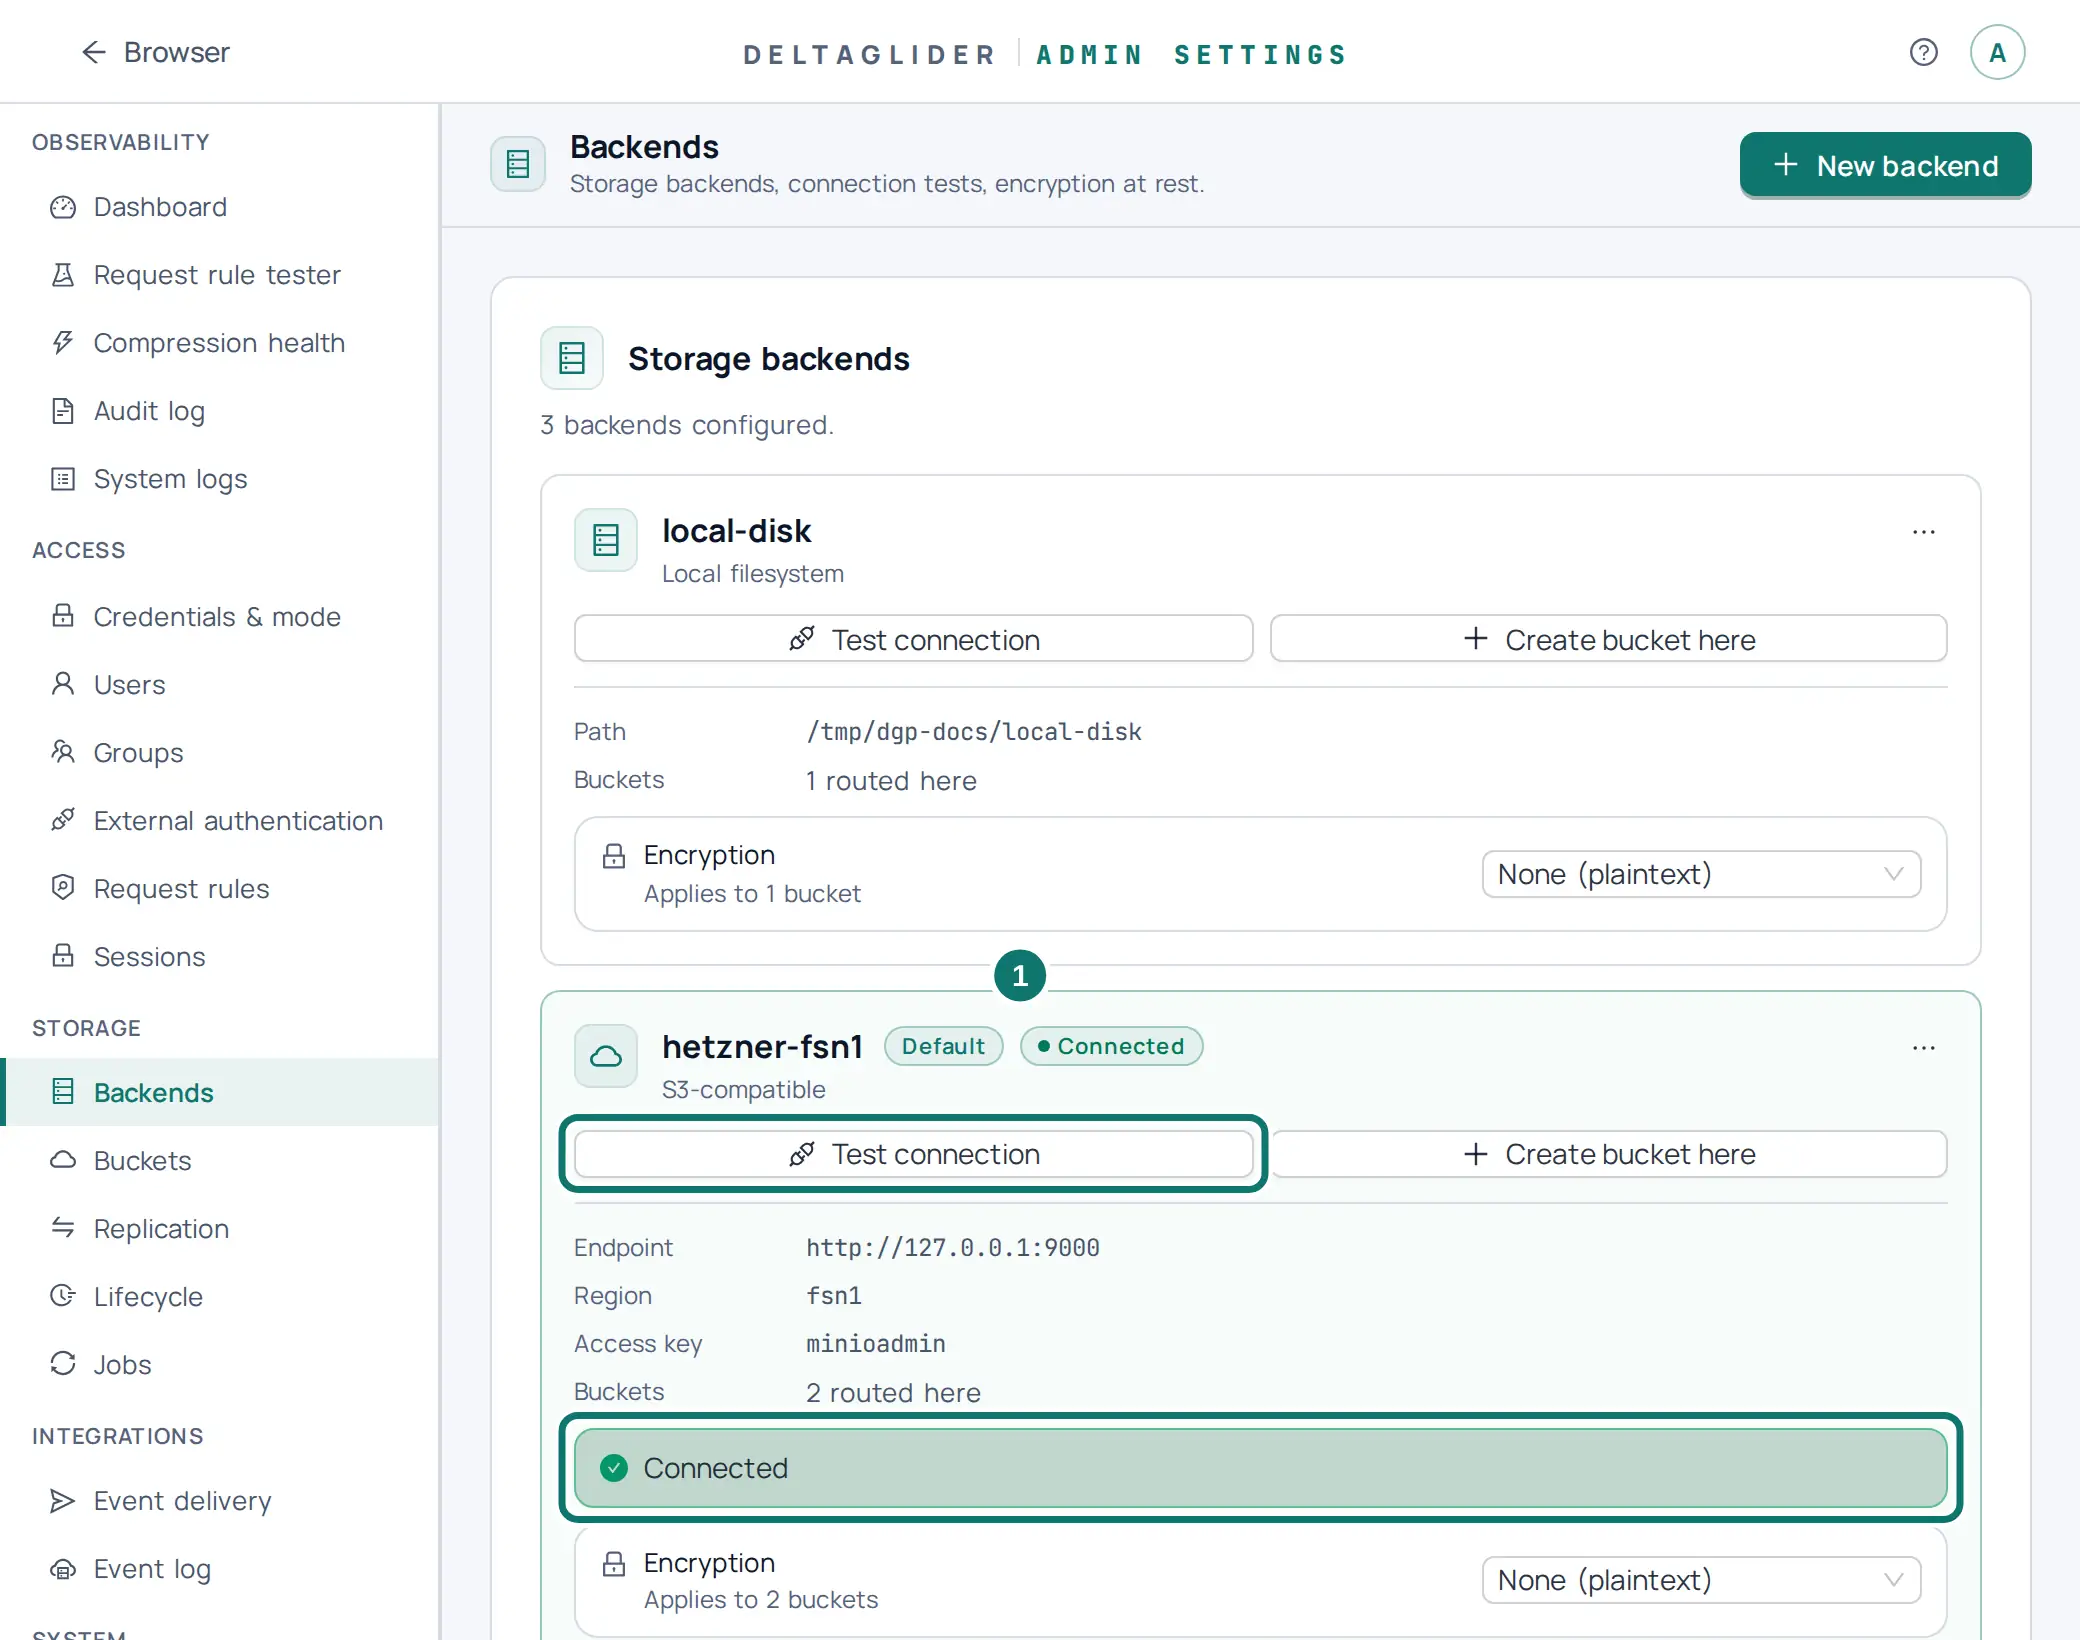 Browser
DELTAGLIDER ADMIN SETTINGS
A
OBSERVABILITY
Dashboard
Request rule tester
Compression health
Audit log
System logs
ACCESS
Credentials & mode
Users
Groups
External authentication
Request rules
Sessions
STORAGE
Backends
Buckets
Replication
Lifecycle
Jobs
INTEGRATIONS
Event delivery
Event log
SYSTEM
Backends
Storage backends, connection tests, encryption at rest.
New backend
Storage backends
3 backends configured.
local-disk
Local filesystem
Test connection
Create bucket here
Path /tmp/dgp-docs/local-disk
Buckets 1 routed here
Encryption
Applies to 1 bucket
None (plaintext)
1
hetzner-fsn1 Default Connected
S3-compatible
Test connection
Create bucket here
Endpoint http://127.0.0.1:9000
Region fsn1
Access key minioadmin
Buckets 2 routed here
Connected
Encryption
Applies to 2 buckets
None (plaintext)